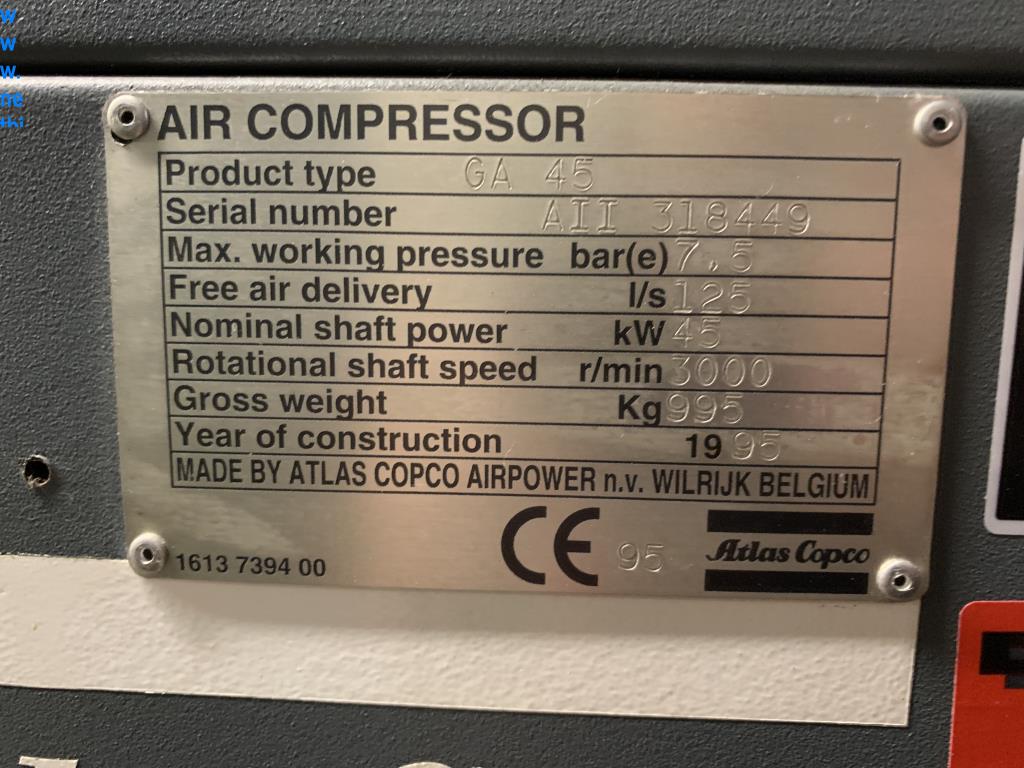 w
w
w.
AIR COMPRESSOR
Product type GA 45
Serial number AII 318449
Max. working pressure bar(e) 7.5
Free air delivery l/s 125
Nominal shaft power kW 45
Rotational shaft speed r/min 3000
Gross weight Kg 995
Year of construction 1995
MADE BY ATLAS COPCO AIRPOWER n.v. WILRIJK BELGIUM
CE 95 Atlas Copco
1613 7394 00